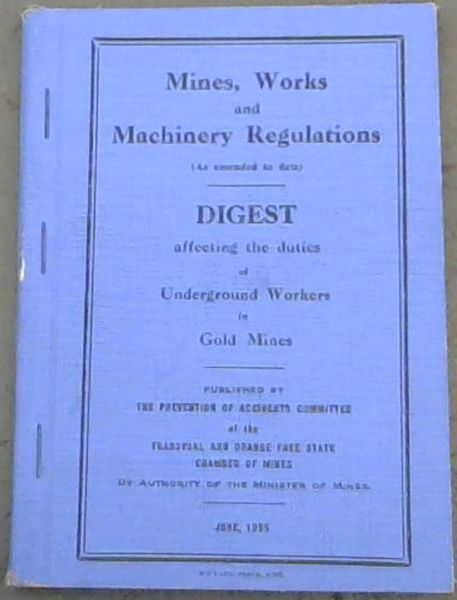 Mines, Works
and
Machinery Regulations
(As amended to date)
DIGEST
affecting the duties
of
Underground Workers
in
Gold Mines
PUBLISHED BY
THE PREVENTION OF ACCIDENTS COMMITTEE
of the
TRANSVAAL AND ORANGE FREE STATE
CHAMBER OF MINES
BY AUTHORITY OF THE MINISTER OF MINES.
JUNE,